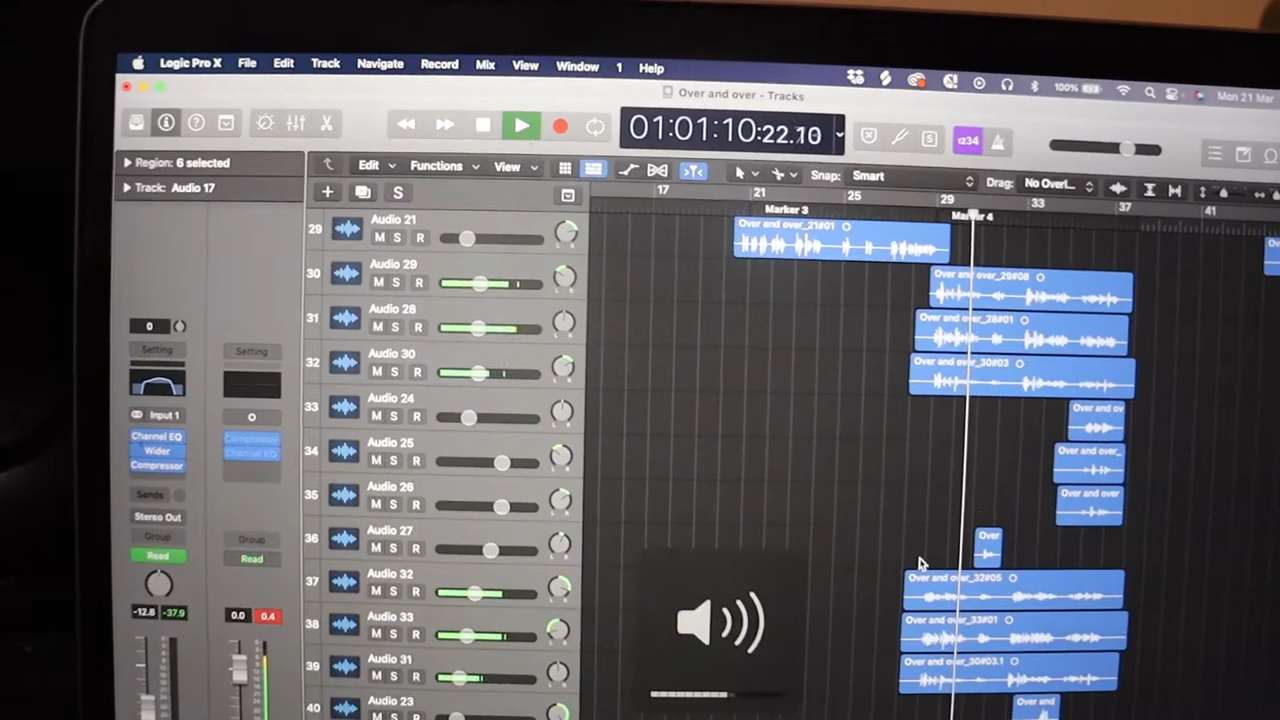 Logic Pro X File Edit Track Navigate Record Mix View Window 1 Help 100% Mon 21 Mar
Over and over - Tracks
01:01:10:22.10 S 1234
Region: 6 selected
Edit Functions View Snap: Smart Drag: No Overl...
Track: Audio 17
S 17 21 25 29 33 37 41
Marker 3 Marker 4
29 Audio 21 M S R Over and over_21#01
30 Audio 29 M S R Over and over_29#08
31 Audio 28 M S R Over and over_28#01
32 Audio 30 M S R Over and over_30#03
33 Audio 24 M S R Over and ov
34 Audio 25 M S R Over and over_
35 Audio 26 M S R Over and over
36 Audio 27 M S R Over
37 Audio 32 M S R Over and over_32#05
38 Audio 33 M S R Over and over_33#01
39 Audio 31 M S R Over and over_30#03.1
40 Audio 23 Over and
0
Setting Setting
Input 1
Channel EQ Compressor
Wider Channel EQ
Compressor
Sends
Stereo Out
Group Group
Read Read
-12.8 -37.9 0.0 0.4